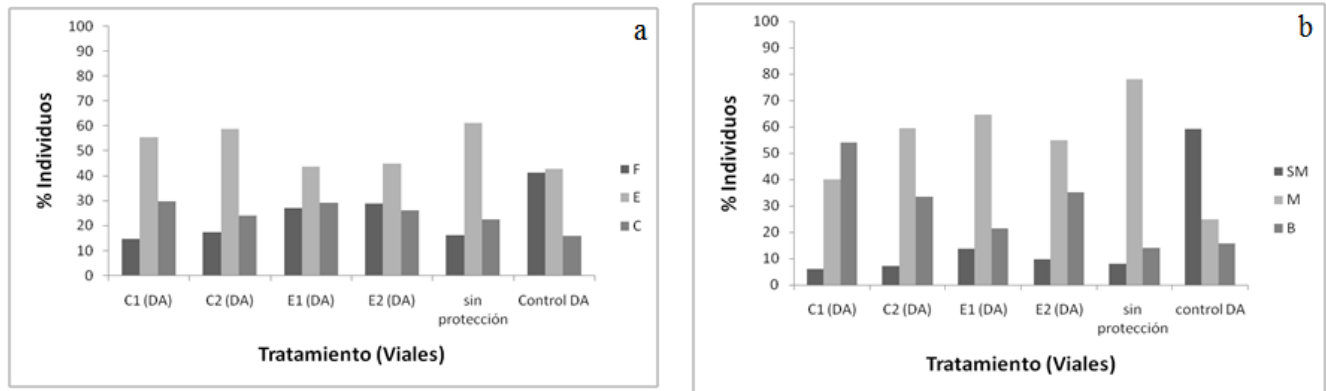 a
100
90
80
70
60
50
40
30
20
10
0
% Individuos
C1 (DA) C2 (DA) E1 (DA) E2 (DA) sin protección Control DA
Tratamiento (Viales)
F
E
C
b
100
90
80
70
60
50
40
30
20
10
0
% Individuos
C1 (DA) C2 (DA) E1 (DA) E2 (DA) sin protección control DA
Tratamiento (Viales)
SM
M
B